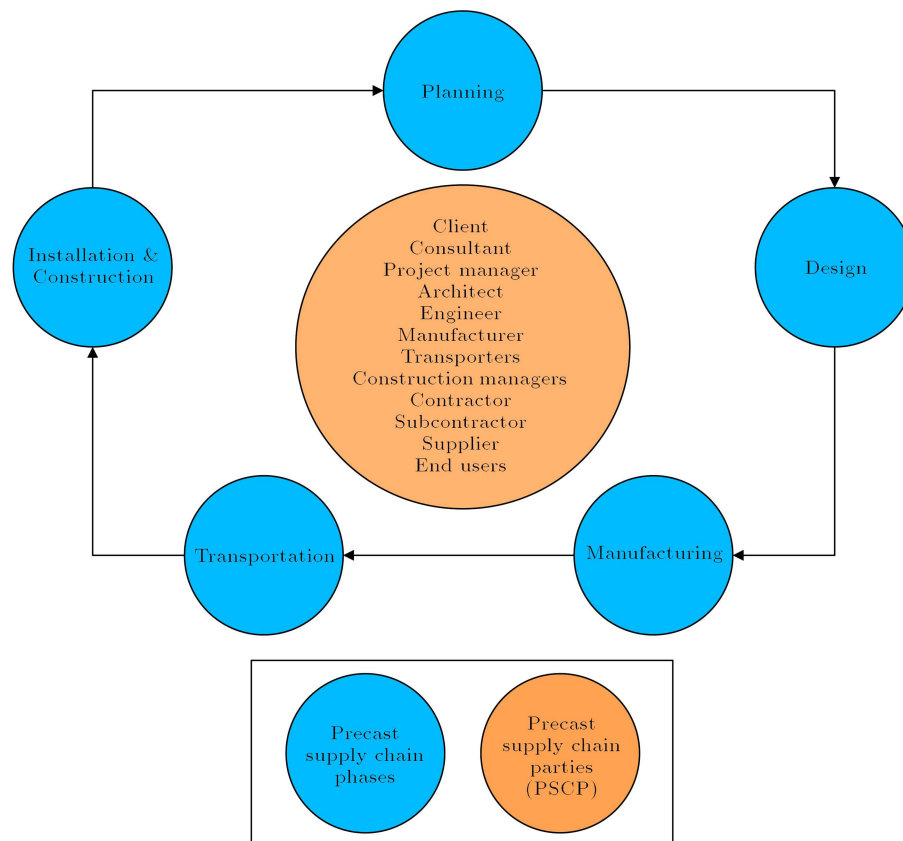 Planning
Installation &
Construction
Design
Client
Consultant
Project manager
Architect
Engineer
Manufacturer
Transporters
Construction managers
Contractor
Subcontractor
Supplier
End users
Transportation
Manufacturing
Precast
supply chain
phases
Precast
supply chain
parties
(PSCP)